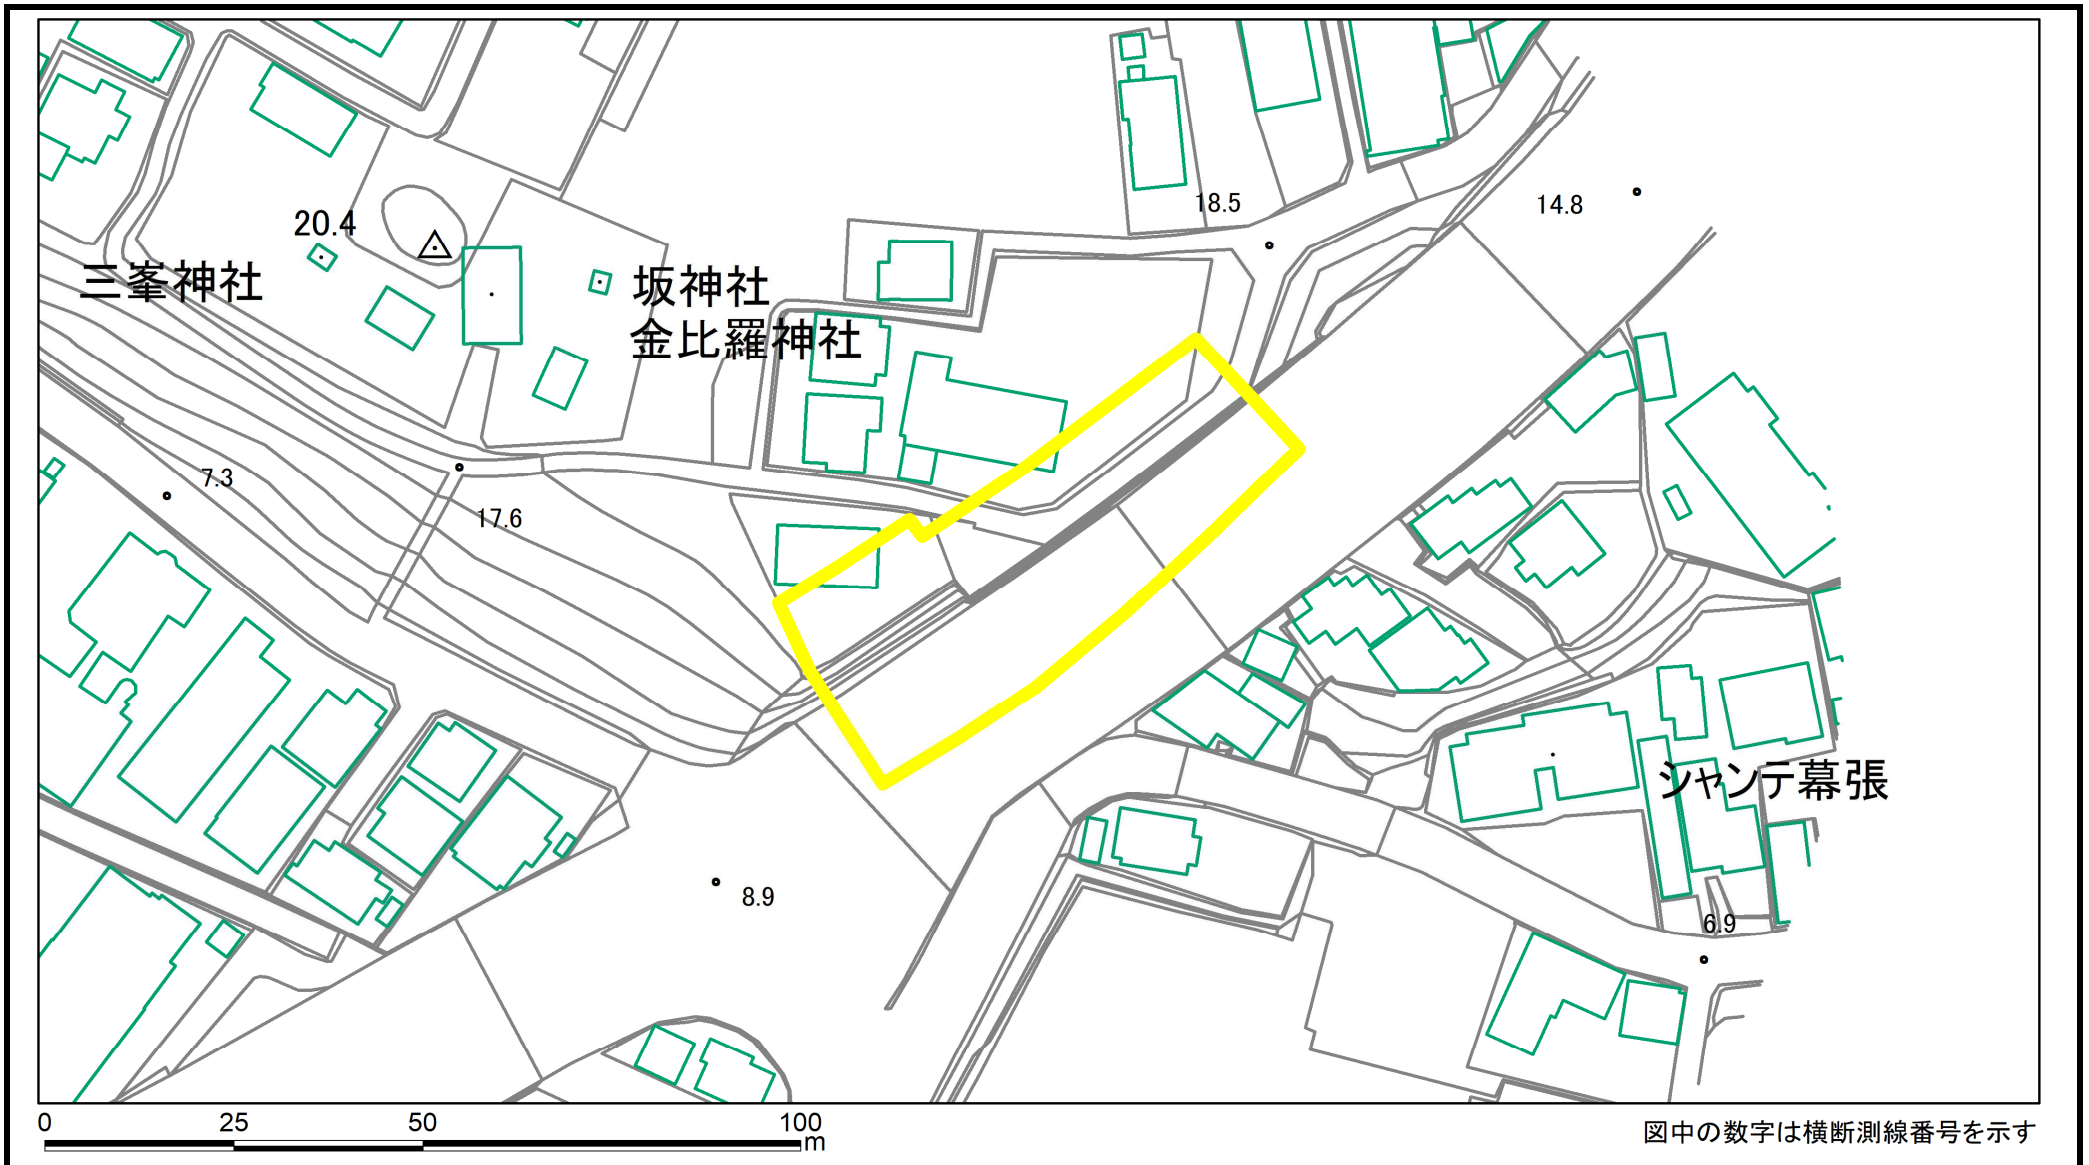 18.5
14.8
20.4
三峯神社
坂神社
金比羅神社
7.3
17.6
シャンテ幕張
8.9
6.9
0 25 50 100
m
図中の数字は横断測線番号を示す